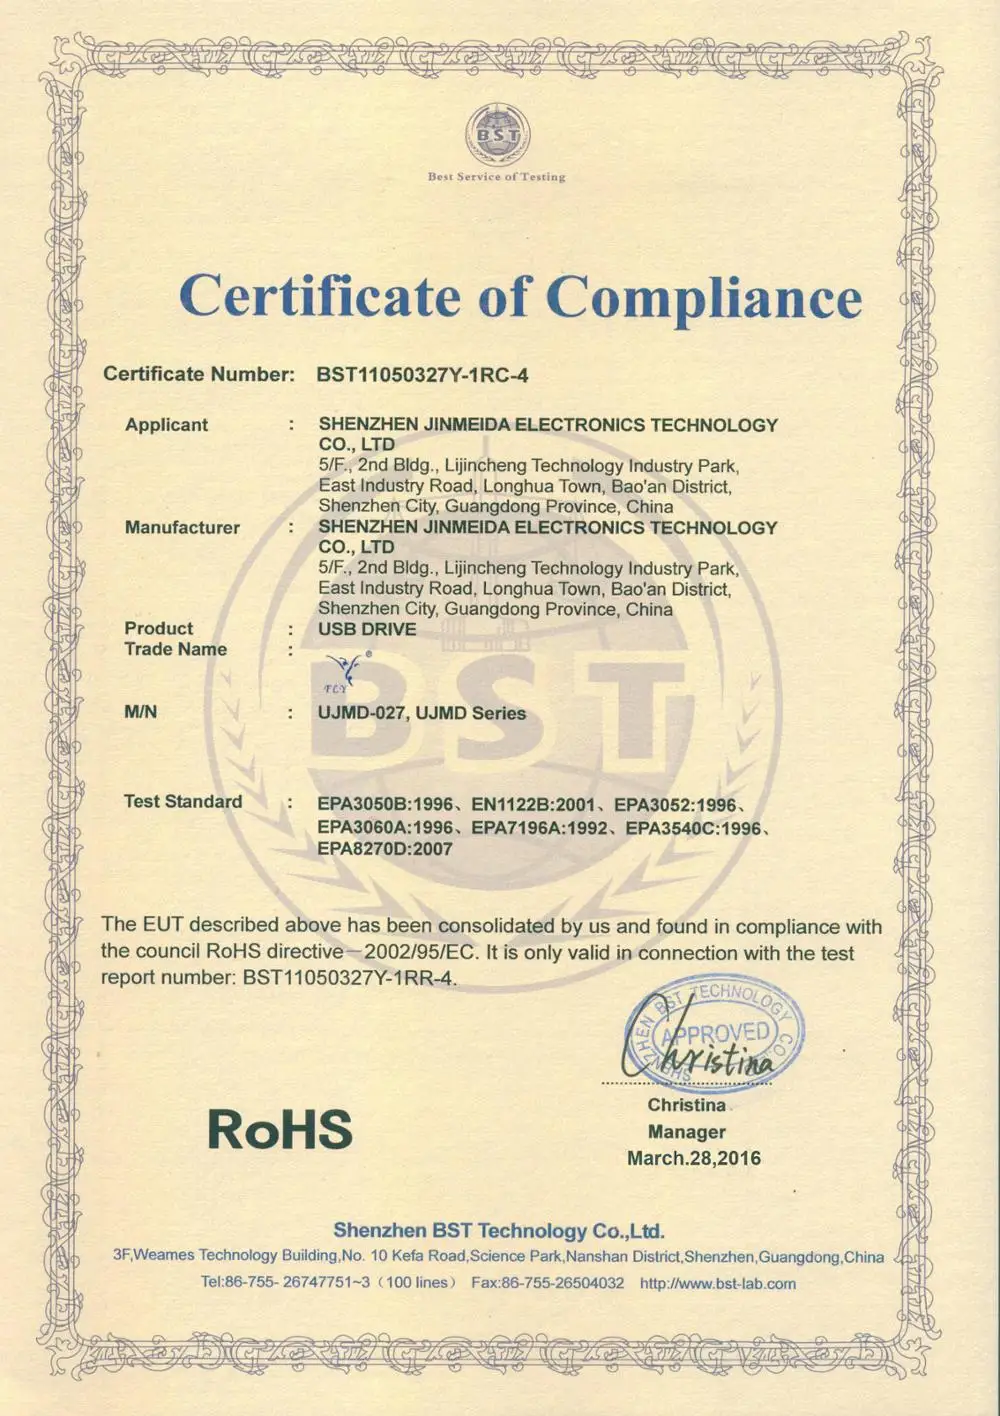 BST
Best Service of Testing
Certificate of Compliance
Certificate Number: BST11050327Y-1RC-4
Applicant : SHENZHEN JINMEIDA ELECTRONICS TECHNOLOGY
CO., LTD
5/F., 2nd Bldg., Lijincheng Technology Industry Park,
East Industry Road, Longhua Town, Bao'an District,
Shenzhen City, Guangdong Province, China
Manufacturer : SHENZHEN JINMEIDA ELECTRONICS TECHNOLOGY
CO., LTD
5/F., 2nd Bldg., Lijincheng Technology Industry Park,
East Industry Road, Longhua Town, Bao'an District,
Shenzhen City, Guangdong Province, China
Product : USB DRIVE
Trade Name :
®
FLY
BST
M/N : UJMD-027, UJMD Series
Test Standard : EPA3050B:1996、EN1122B:2001、EPA3052:1996、
EPA3060A:1996、EPA7196A:1992、EPA3540C:1996、
EPA8270D:2007
The EUT described above has been consolidated by us and found in compliance with
the council RoHS directive—2002/95/EC. It is only valid in connection with the test
report number: BST11050327Y-1RR-4.
BST TECHNOLOGY CO
APPROVED
Christina
Christina
Manager
March.28,2016
RoHS
Shenzhen BST Technology Co.,Ltd.
3F,Weames Technology Building,No. 10 Kefa Road,Science Park,Nanshan District,Shenzhen,Guangdong,China
Tel:86-755- 26747751~3（100 lines） Fax:86-755-26504032 http://www.bst-lab.com